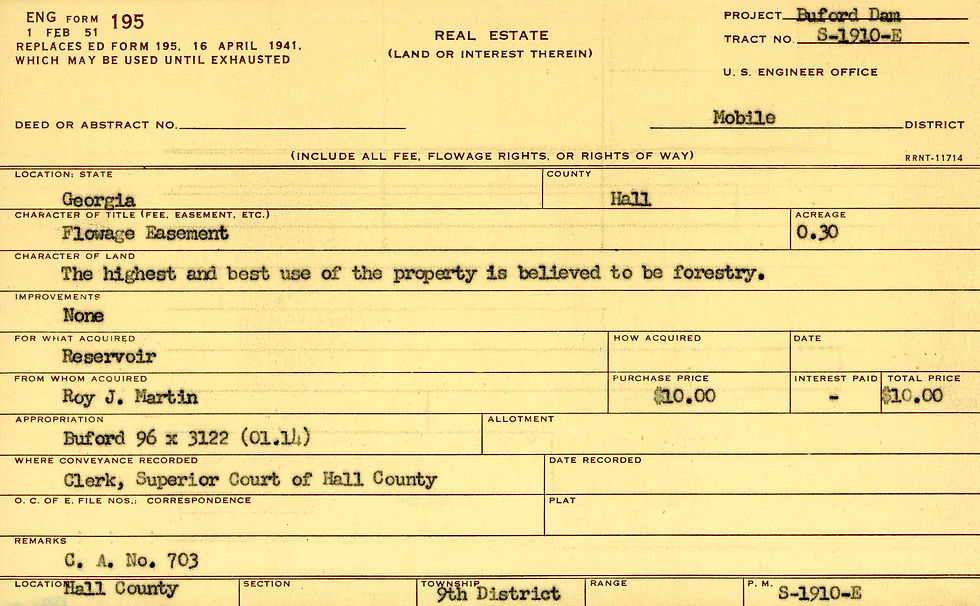 ENG FORM 195
1 FEB 51
REPLACES ED FORM 195, 16 APRIL 1941,
WHICH MAY BE USED UNTIL EXHAUSTED
REAL ESTATE
(LAND OR INTEREST THEREIN)
PROJECT Buford Dam
TRACT NO. S-1910-E
U. S. ENGINEER OFFICE
DEED OR ABSTRACT NO.
Mobile DISTRICT
(INCLUDE ALL FEE, FLOWAGE RIGHTS, OR RIGHTS OF WAY)
RRNT-11714
LOCATION: STATE
Georgia
COUNTY
Hall
CHARACTER OF TITLE (FEE, EASEMENT, ETC.)
Flowage Easement
ACREAGE
0.30
CHARACTER OF LAND
The highest and best use of the property is believed to be forestry.
IMPROVEMENTS
None
FOR WHAT ACQUIRED
Reservoir
HOW ACQUIRED
DATE
FROM WHOM ACQUIRED
Roy J. Martin
PURCHASE PRICE
$10.00
INTEREST PAID
-
TOTAL PRICE
$10.00
APPROPRIATION
Buford 96 x 3122 (01.14)
ALLOTMENT
WHERE CONVEYANCE RECORDED
Clerk, Superior Court of Hall County
DATE RECORDED
O. C. OF E. FILE NOS.: CORRESPONDENCE
PLAT
REMARKS
C. A. No. 703
LOCATION Hall County
SECTION
TOWNSHIP
9th District
RANGE
P. M.
S-1910-E